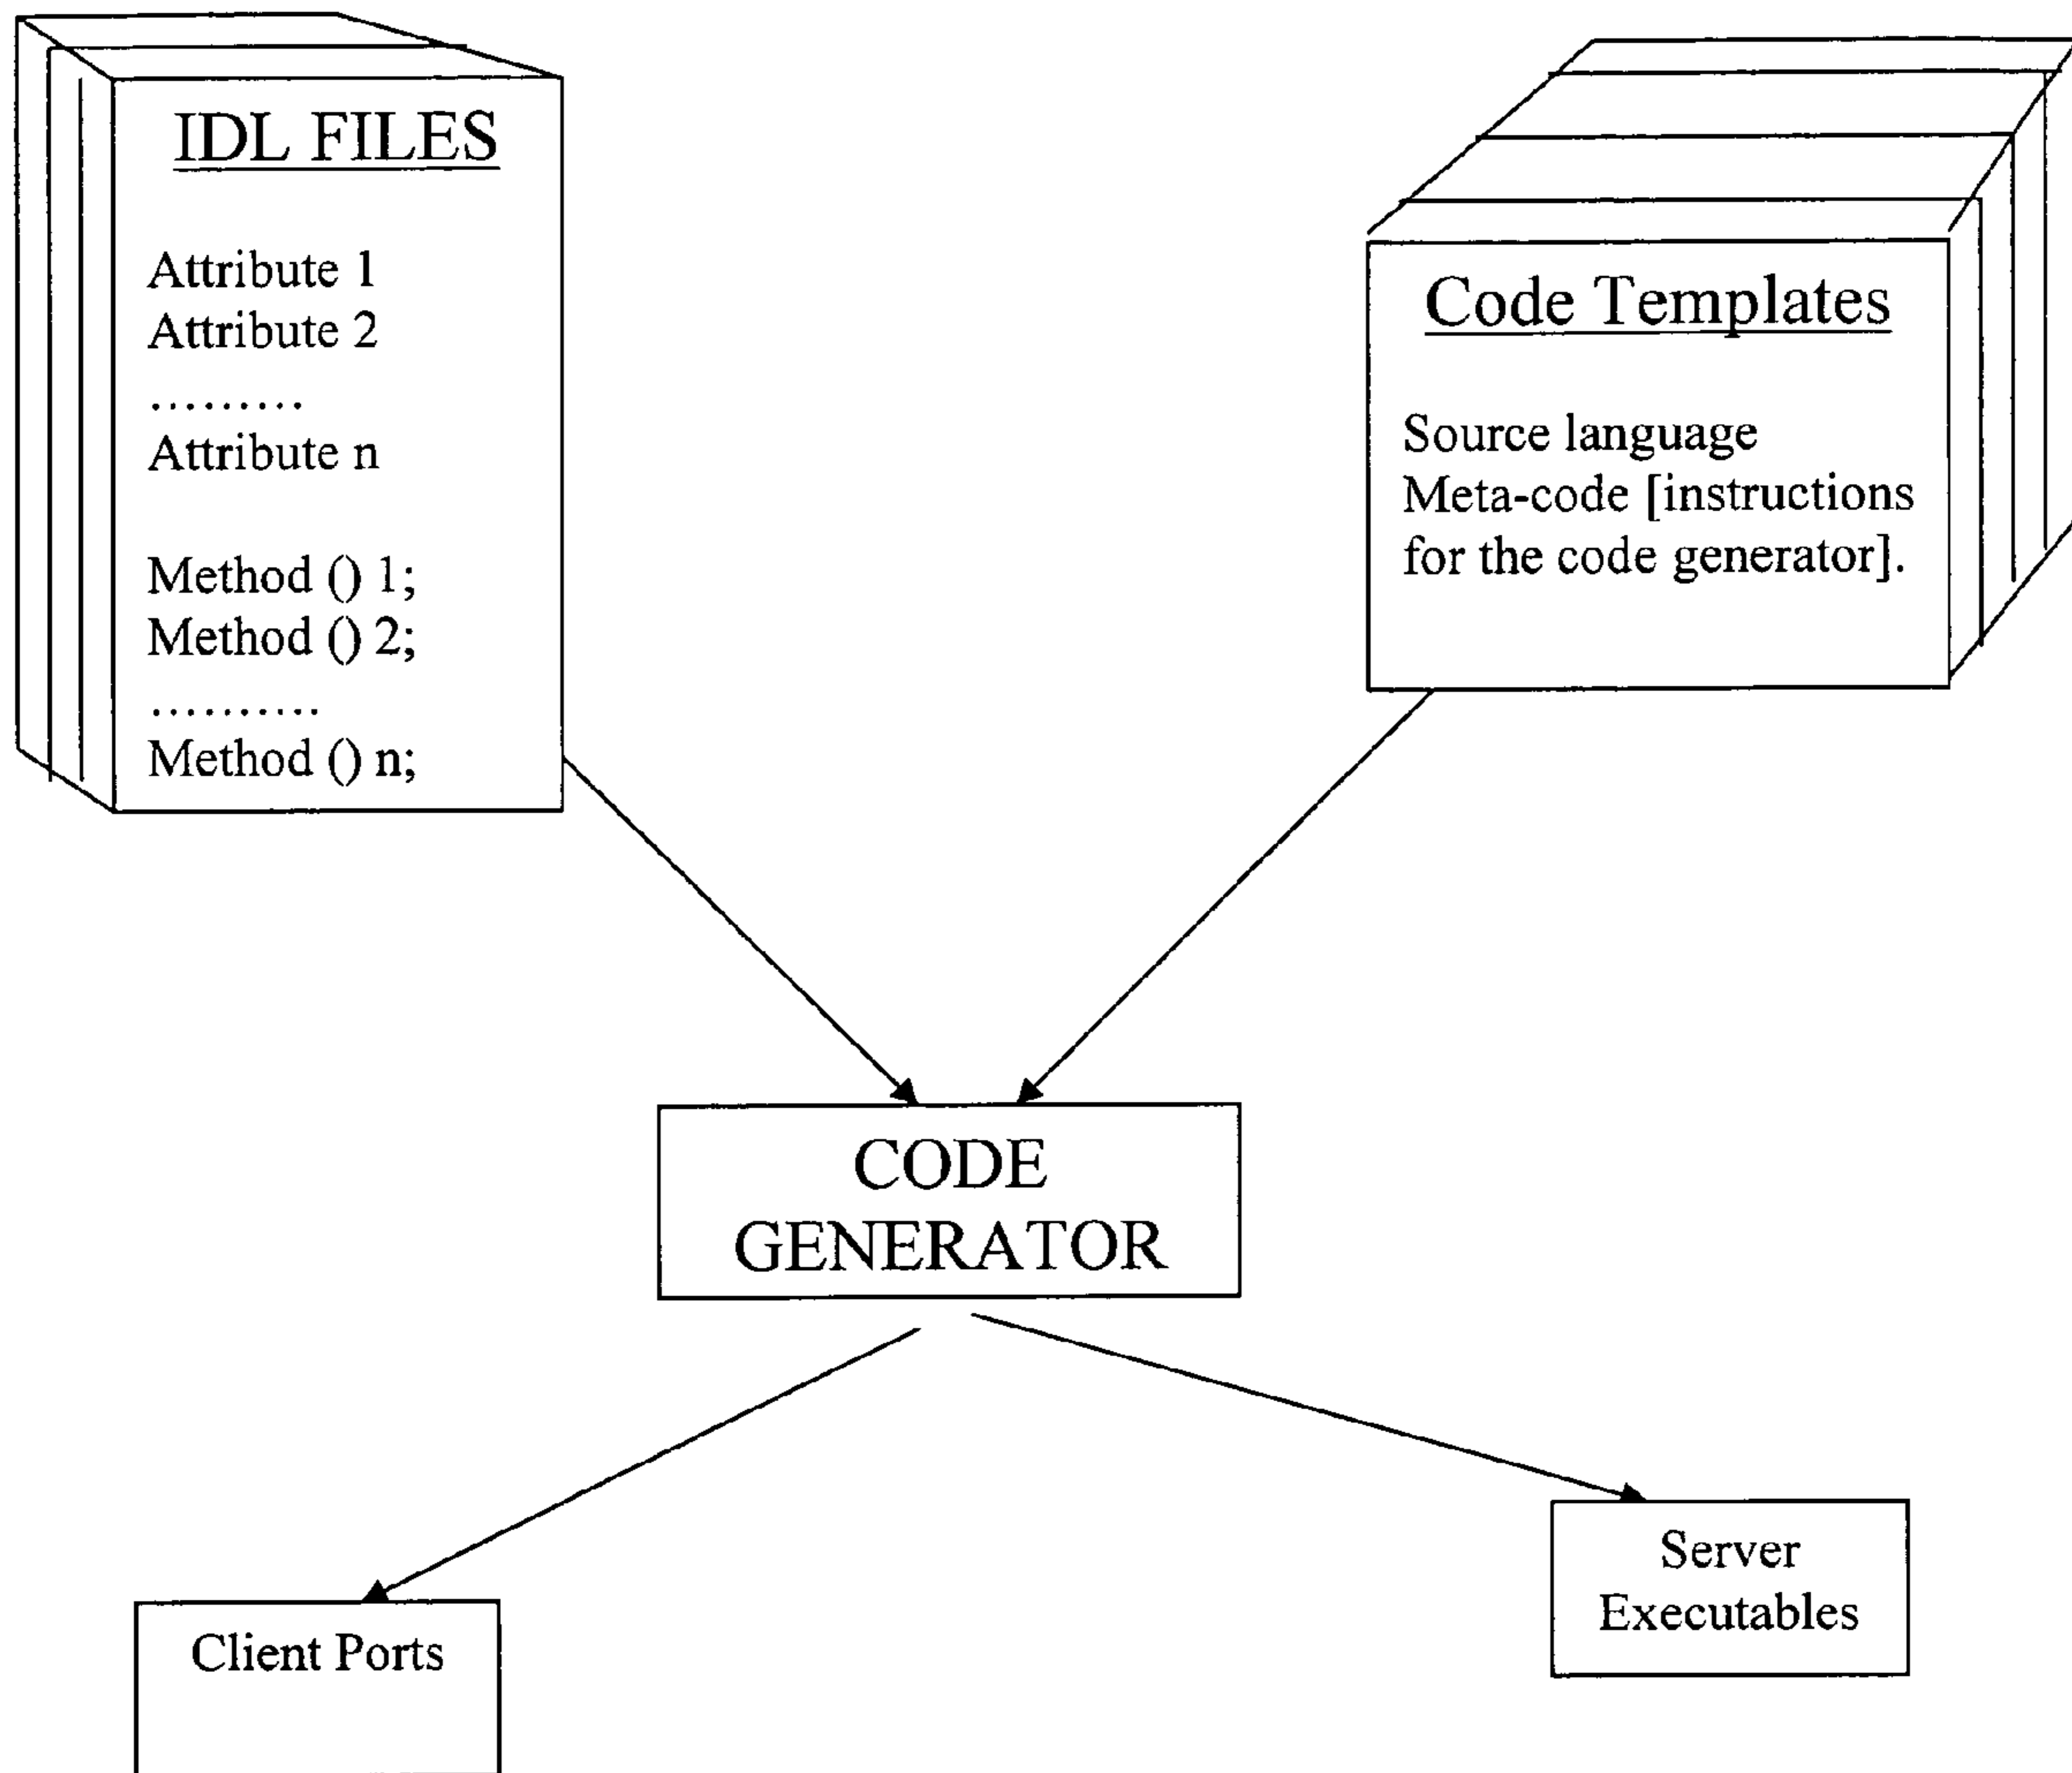 IDL FILES
Attribute 1
Attribute 2
.........
Attribute n
Method () 1;
Method () 2;
..........
Method () n;
Code Templates
Source language
Meta-code [instructions
for the code generator].
CODE
GENERATOR
Client Ports
Server
Executables